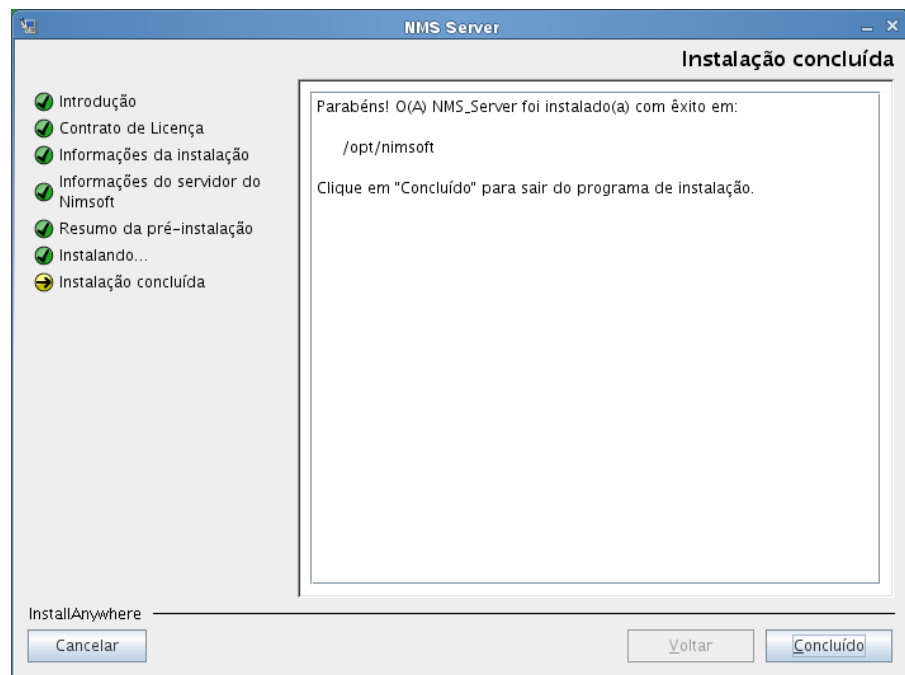 NMS Server
Instalação concluída
Introdução
Contrato de Licença
Informações da instalação
Informações do servidor do
Nimsoft
Resumo da pré-instalação
Instalando...
Instalação concluída
Parabéns! O(A) NMS_Server foi instalado(a) com êxito em:
/opt/nimsoft
Clique em "Concluído" para sair do programa de instalação.
InstallAnywhere
Cancelar
Voltar
Concluído